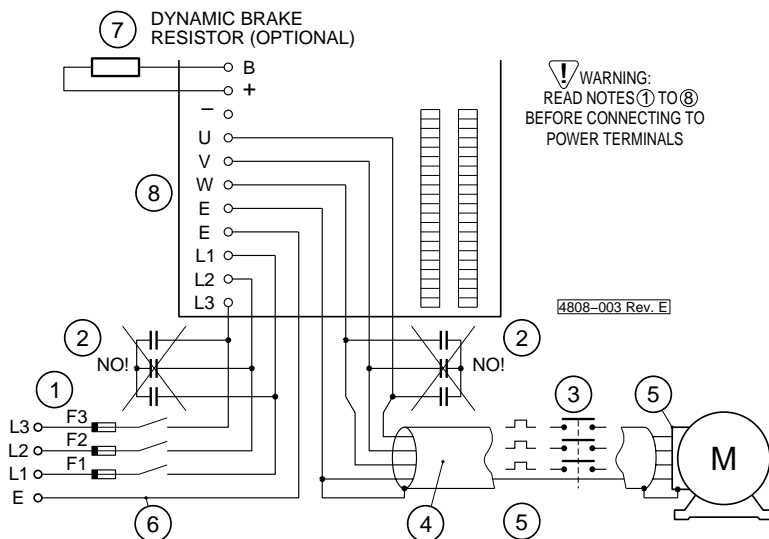 7 DYNAMIC BRAKE
RESISTOR (OPTIONAL)
B
+
–
U
V
W
E
E
L1
L2
L3
8
! WARNING:
READ NOTES 1 TO 8
BEFORE CONNECTING TO
POWER TERMINALS
4808–003 Rev. E
2
NO!
NO!
2
1
3
5
L3 F3
L2 F2
L1 F1
E
M
6
4
5